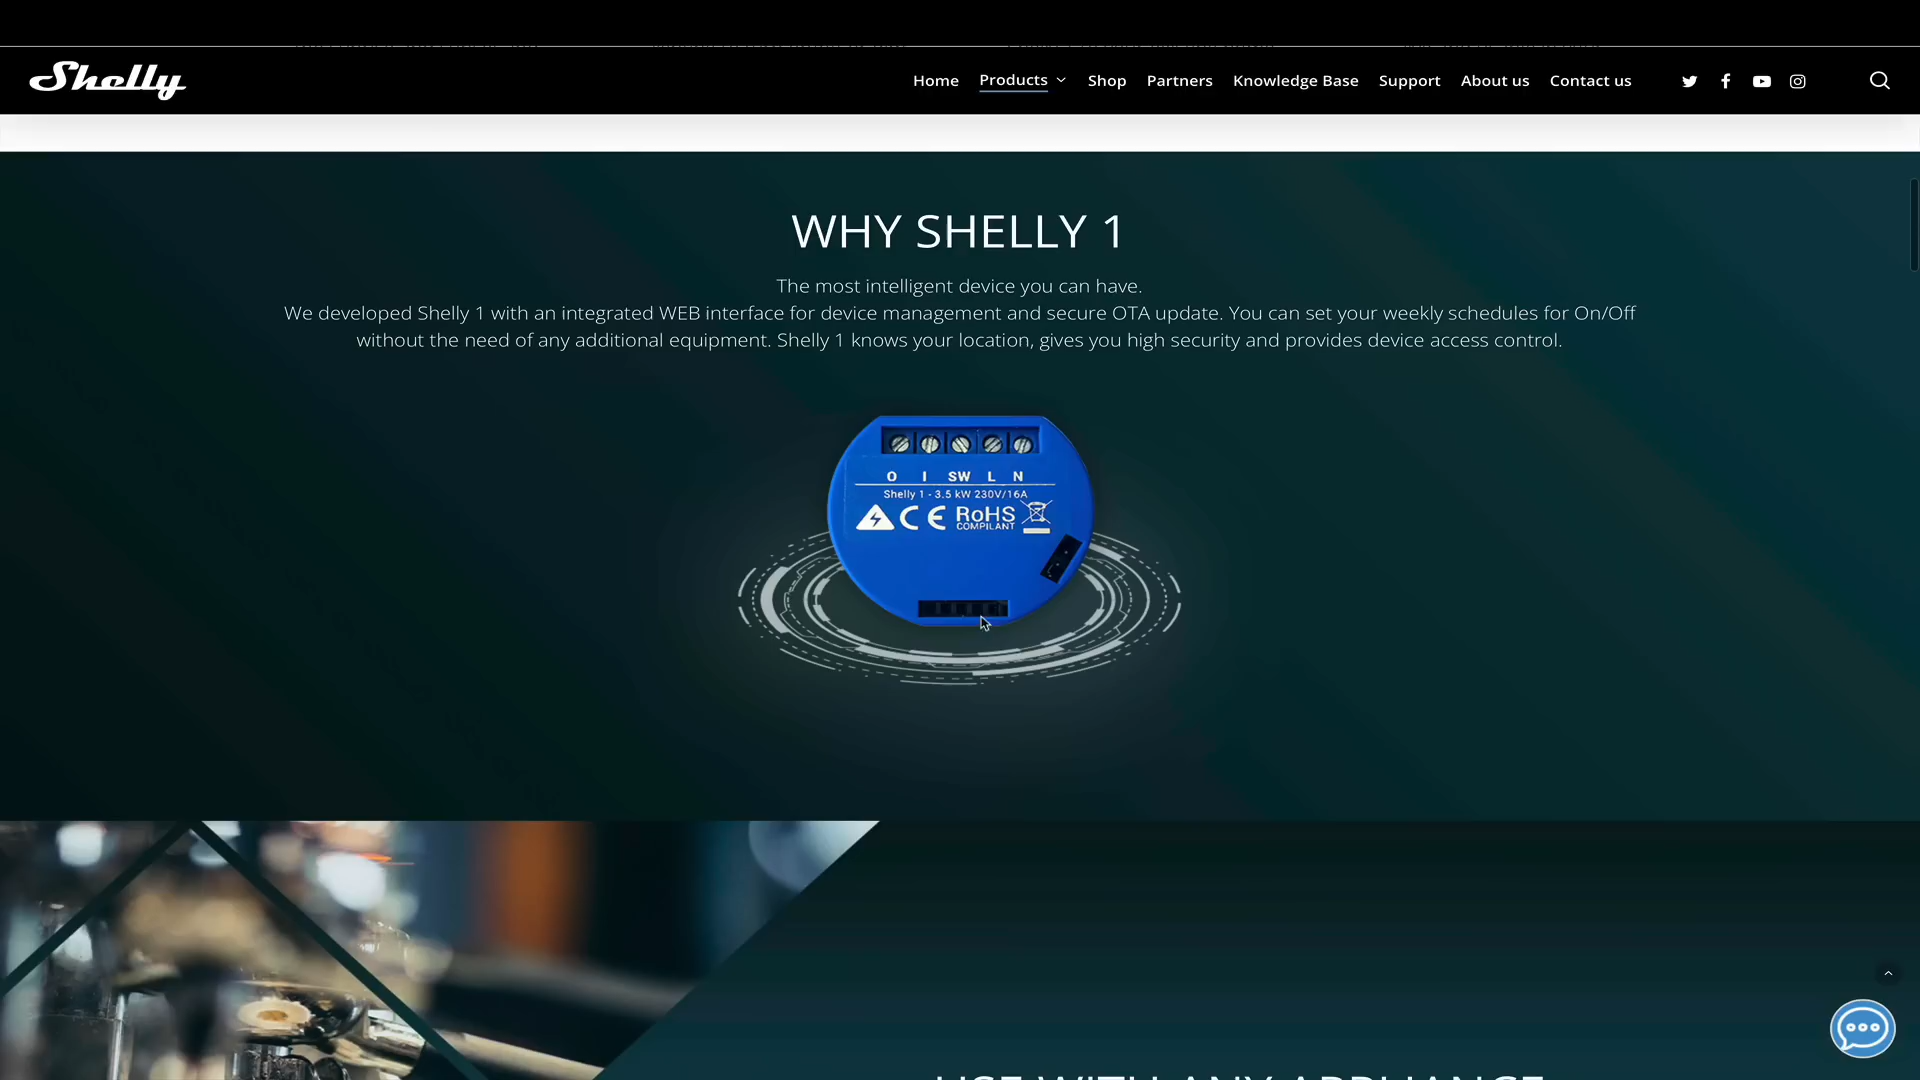 Shelly
Home Products Shop Partners Knowledge Base Support About us Contact us
WHY SHELLY 1
The most intelligent device you can have.
We developed Shelly 1 with an integrated WEB interface for device management and secure OTA update. You can set your weekly schedules for On/Off
without the need of any additional equipment. Shelly 1 knows your location, gives you high security and provides device access control.
O I SW L N
Shelly 1 - 3.5 kW 230V/16A
CE RoHS
COMPILANT
USE WITH ANY APPLIANCE